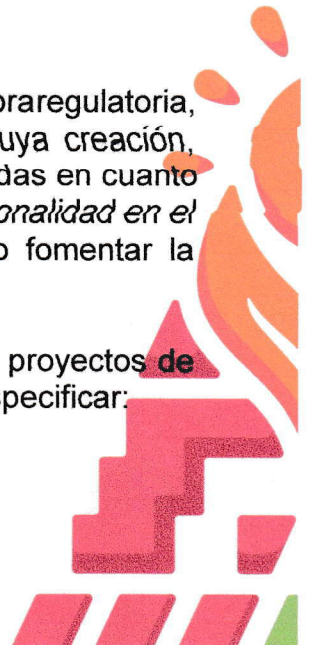 oraregulatoria,
uya creación,
das en cuanto
onalidad en el
o fomentar la
proyectos de
specificar: